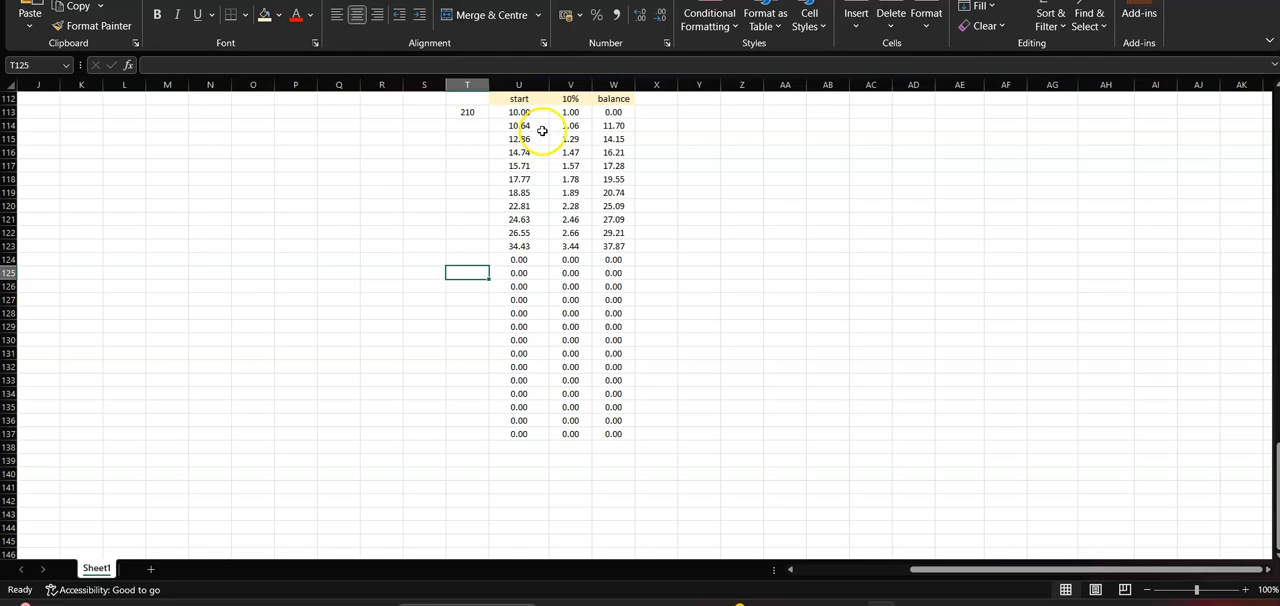 Paste Copy B I U A Merge & Centre % , Conditional Formatting Format as Table Cell Styles Insert Delete Format Fill Clear Sort & Filter Find & Select Add-ins
Format Painter
Clipboard Font Alignment Number Styles Cells Editing Add-in
T125 fx
J K L M N O P Q R S T U V W X Y Z AA AB AC AD AE AF AG AH AI AJ AK
112 start 10% balance
113 210 10.00 1.00 0.00
114 10.64 1.06 11.70
115 12.86 1.29 14.15
116 14.74 1.47 16.21
117 15.71 1.57 17.28
118 17.77 1.78 19.55
119 18.85 1.89 20.74
120 22.81 2.28 25.09
121 24.63 2.46 27.09
122 26.55 2.66 29.21
123 34.43 3.44 37.87
124 0.00 0.00 0.00
125 0.00 0.00 0.00
126 0.00 0.00 0.00
127 0.00 0.00 0.00
128 0.00 0.00 0.00
129 0.00 0.00 0.00
130 0.00 0.00 0.00
131 0.00 0.00 0.00
132 0.00 0.00 0.00
133 0.00 0.00 0.00
134 0.00 0.00 0.00
135 0.00 0.00 0.00
136 0.00 0.00 0.00
137 0.00 0.00 0.00
138
139
140
141
142
143
144
145
146
Sheet1
Ready Accessibility: Good to go 100%